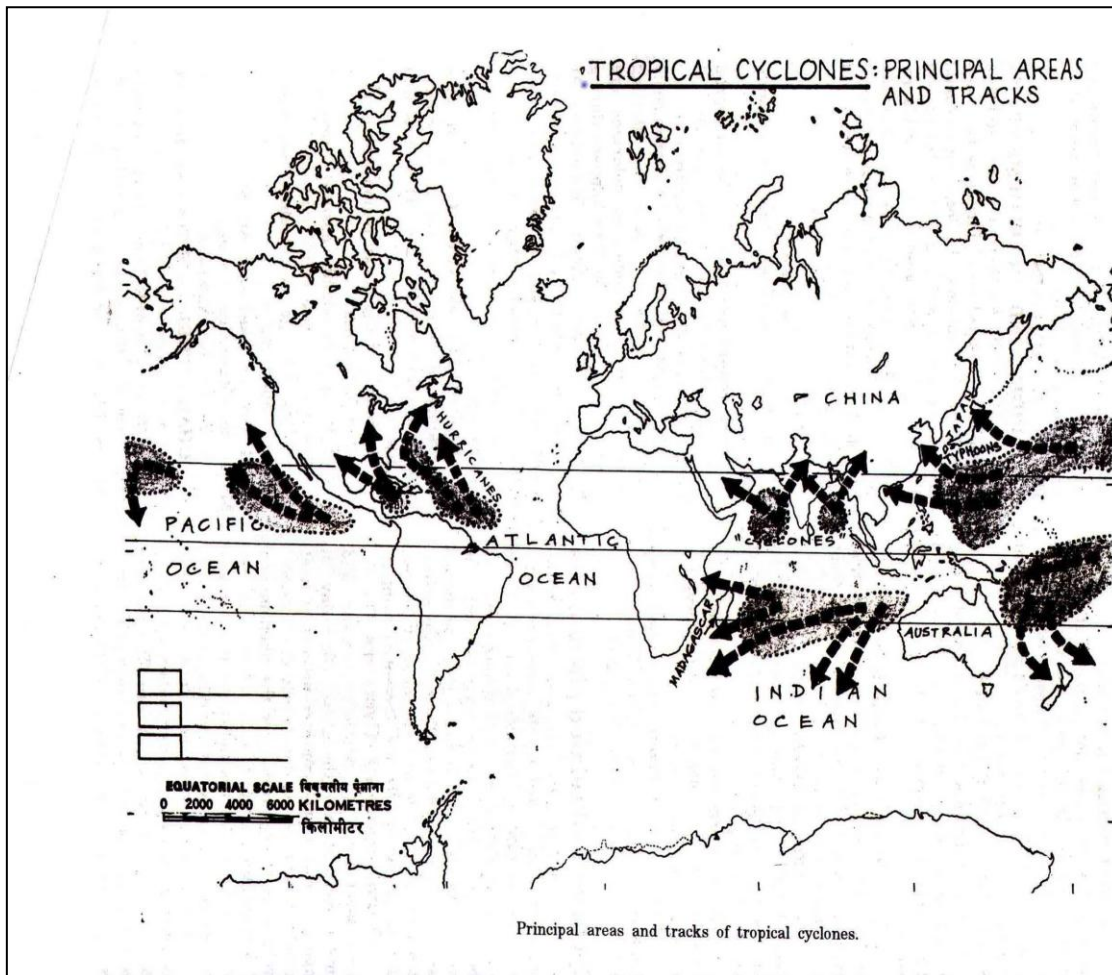 TROPICAL CYCLONES: PRINCIPAL AREAS
AND TRACKS
CHINA
JAPAN
TYPHOONS
HURRICANES
PACIFIC
OCEAN
ATLANTIC
OCEAN
"CYCLONES"
MADAGASCAR
AUSTRALIA
INDIAN
OCEAN
EQUATORIAL SCALE
0 2000 4000 6000 KILOMETRES
किलोमीटर
Principal areas and tracks of tropical cyclones.